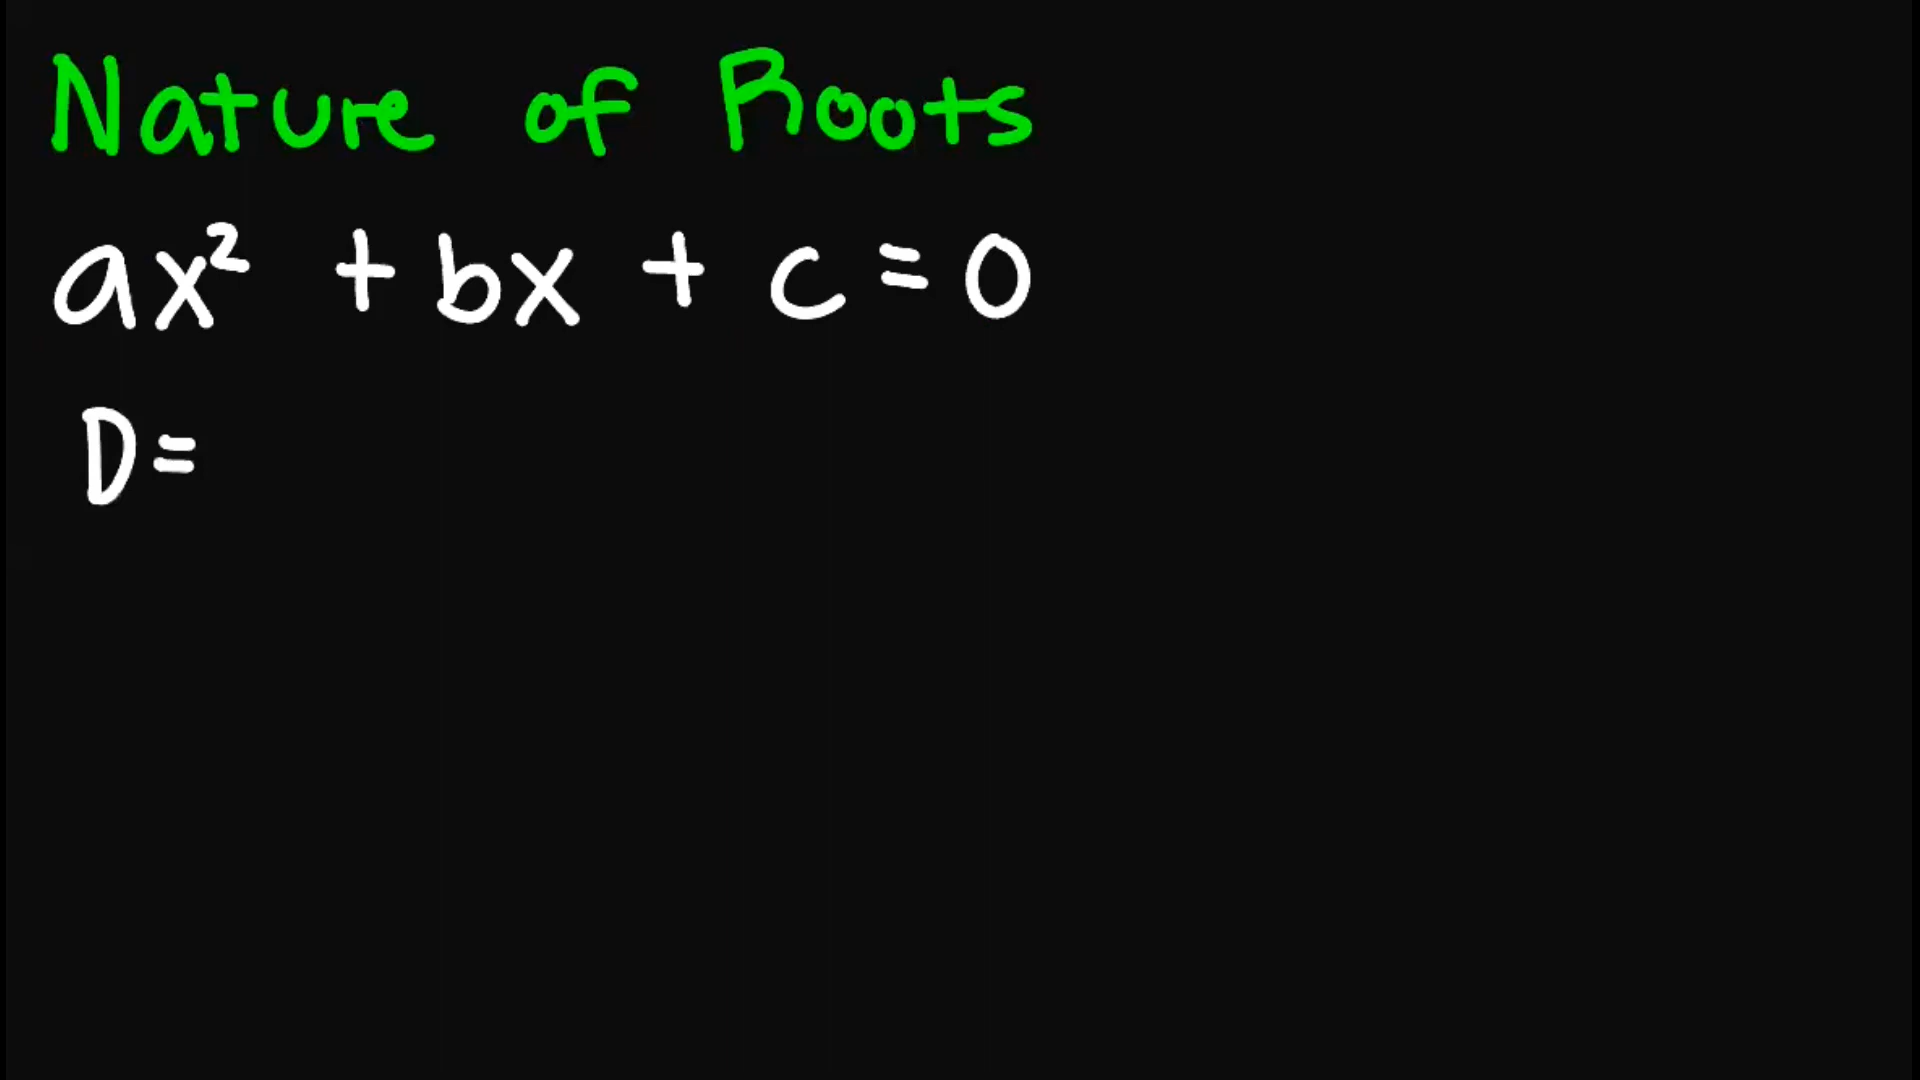 Nature of Roots
ax² + bx + c = 0
D=